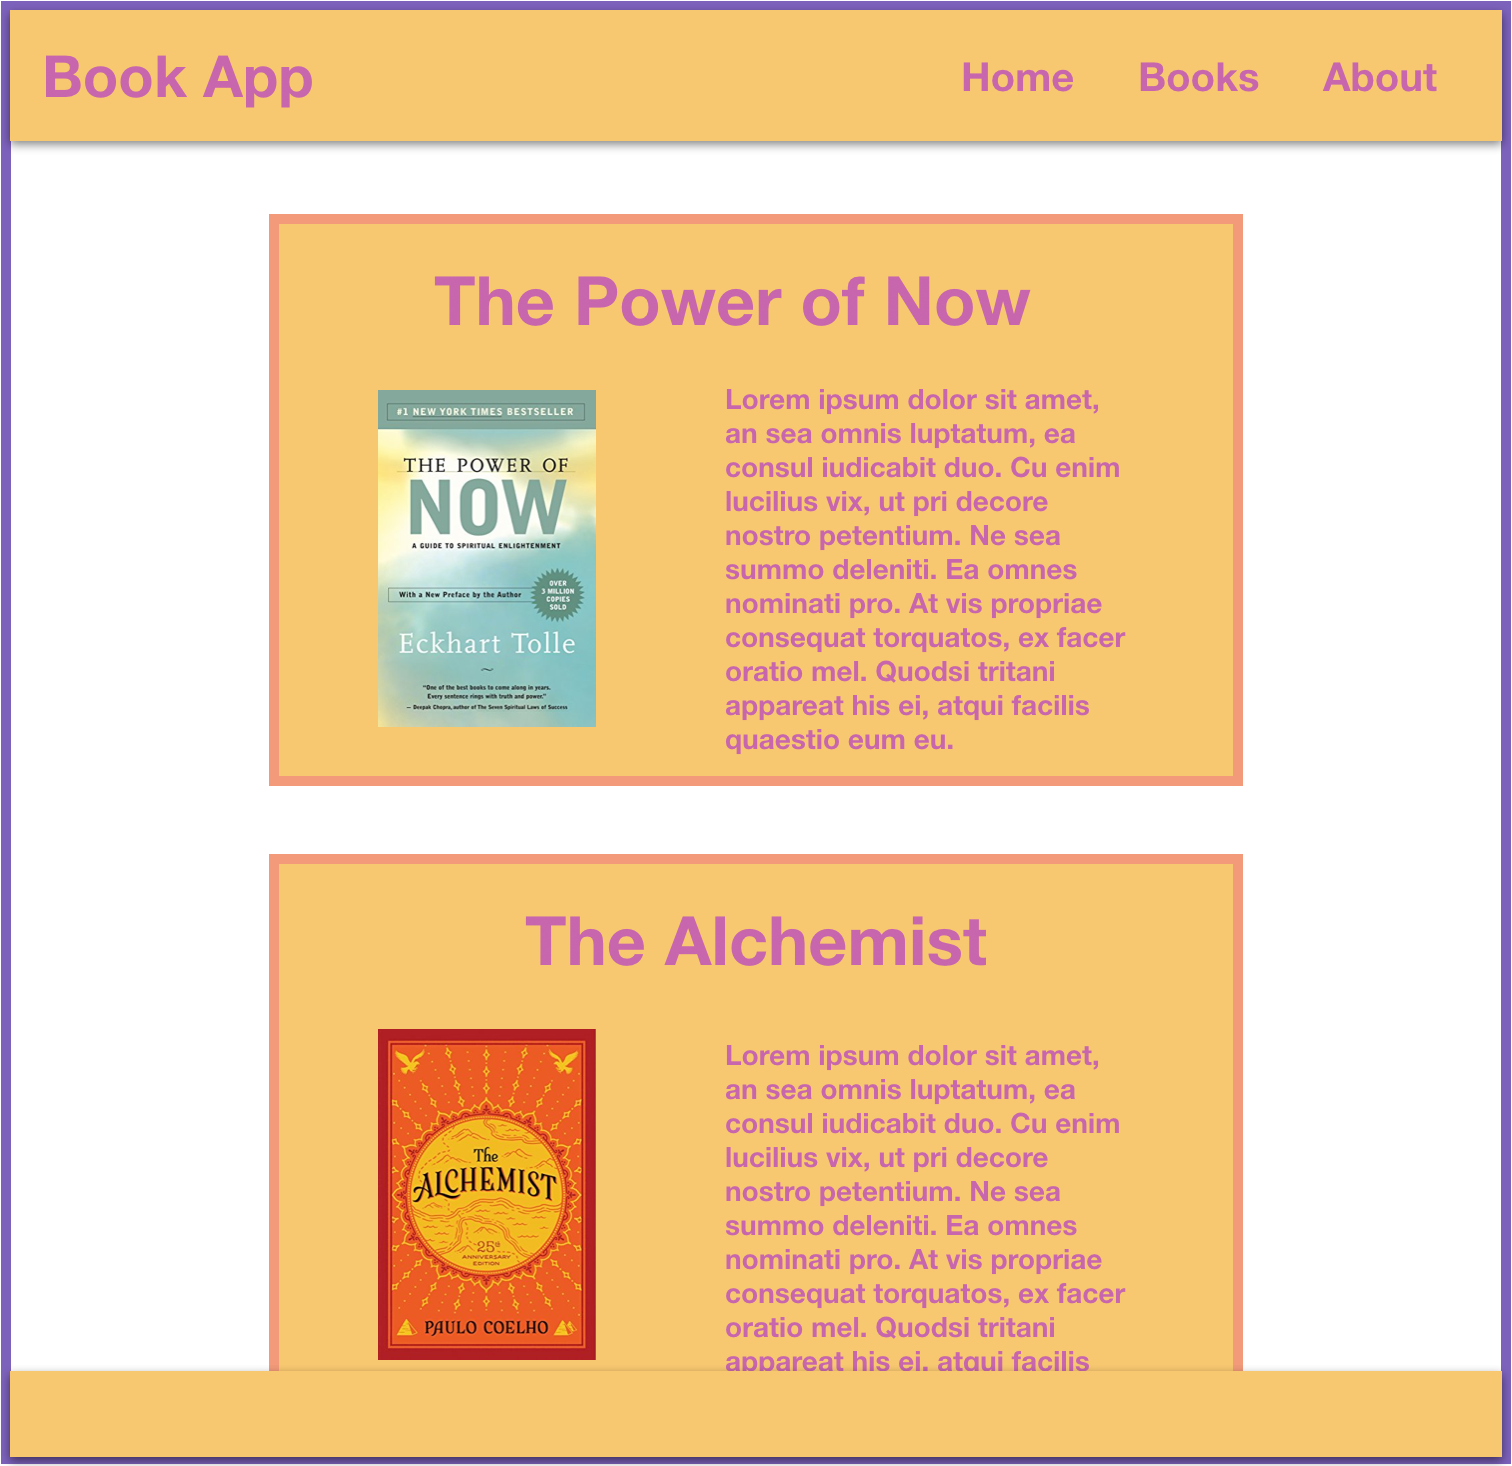 Book App
Home Books About
The Power of Now
#1 NEW YORK TIMES BESTSELLER
THE POWER OF
NOW
A GUIDE TO SPIRITUAL ENLIGHTENMENT
With a New Preface by the Author
OVER
3 MILLION
COPIES
SOLD
Eckhart Tolle
"One of the best books to come along in years.
Every sentence rings with truth and power."
— Deepak Chopra, author of The Seven Spiritual Laws of Success
Lorem ipsum dolor sit amet,
an sea omnis luptatum, ea
consul iudicabit duo. Cu enim
lucilius vix, ut pri decore
nostro petentium. Ne sea
summo deleniti. Ea omnes
nominati pro. At vis propriae
consequat torquatos, ex facer
oratio mel. Quodsi tritani
appareat his ei, atqui facilis
quaestio eum eu.
The Alchemist
The
ALCHEMIST
25th
ANNIVERSARY
EDITION
PAULO COELHO
Lorem ipsum dolor sit amet,
an sea omnis luptatum, ea
consul iudicabit duo. Cu enim
lucilius vix, ut pri decore
nostro petentium. Ne sea
summo deleniti. Ea omnes
nominati pro. At vis propriae
consequat torquatos, ex facer
oratio mel. Quodsi tritani
appareat his ei, atqui facilis